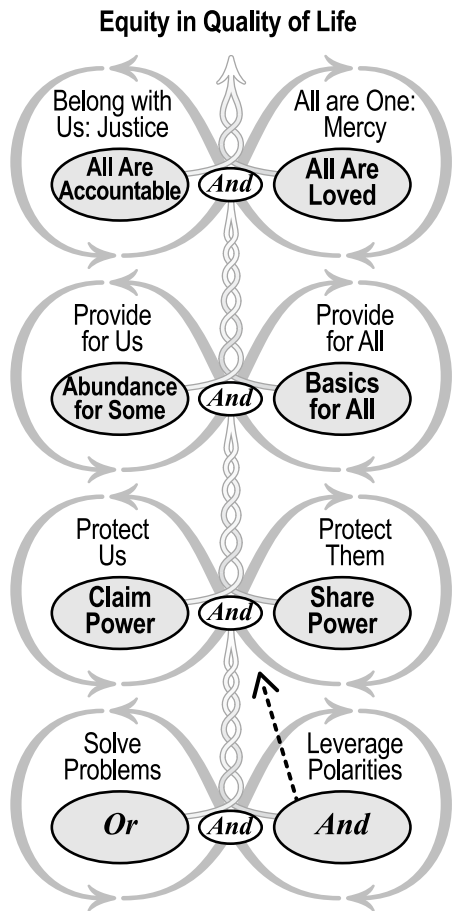 Equity in Quality of Life
Belong with
Us: Justice
All are One:
Mercy
All Are
Accountable
And
All Are
Loved
Provide
for Us
Provide
for All
Abundance
for Some
And
Basics
for All
Protect
Us
Protect
Them
Claim
Power
And
Share
Power
Solve
Problems
Leverage
Polarities
Or
And
And